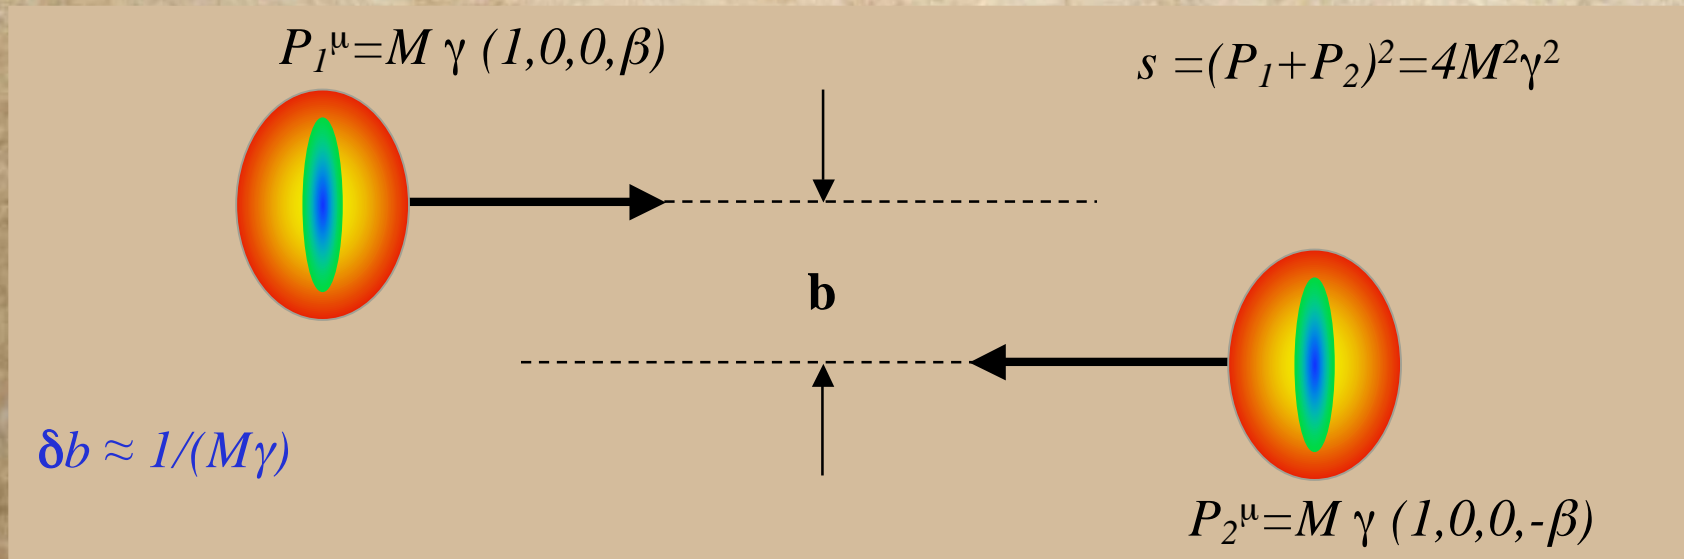 P₁ᵘ=M γ (1,0,0,β)
s =(P₁+P₂)²=4M²γ²
b
δb ≈ 1/(Mγ)
P₂ᵘ=M γ (1,0,0,-β)